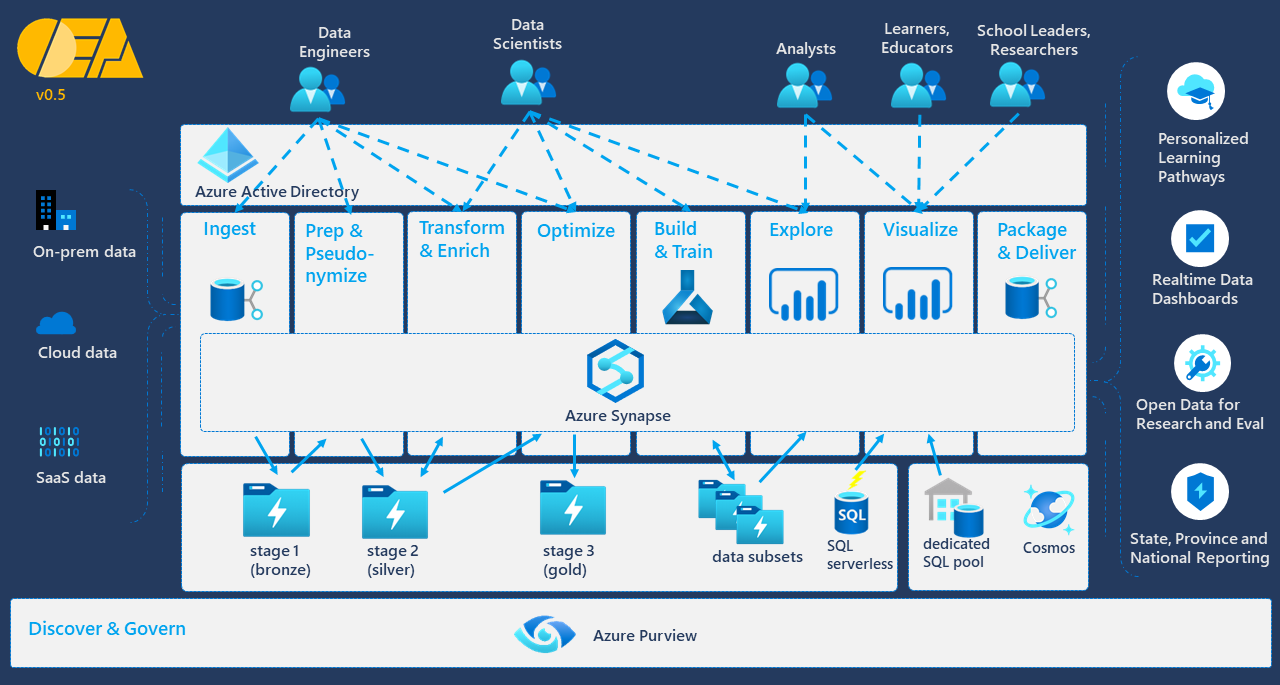 OEA
v0.5
Data
Engineers
Data
Scientists
Analysts
Learners,
Educators
School Leaders,
Researchers
Azure Active Directory
On-prem data
Cloud data
SaaS data
Ingest
Prep &
Pseudo-
nymize
Transform
& Enrich
Optimize
Build
& Train
Explore
Visualize
Package
& Deliver
Azure Synapse
stage 1
(bronze)
stage 2
(silver)
stage 3
(gold)
data subsets
SQL
SQL
serverless
dedicated
SQL pool
Cosmos
Personalized
Learning
Pathways
Realtime Data
Dashboards
Open Data for
Research and Eval
State, Province and
National Reporting
Discover & Govern
Azure Purview